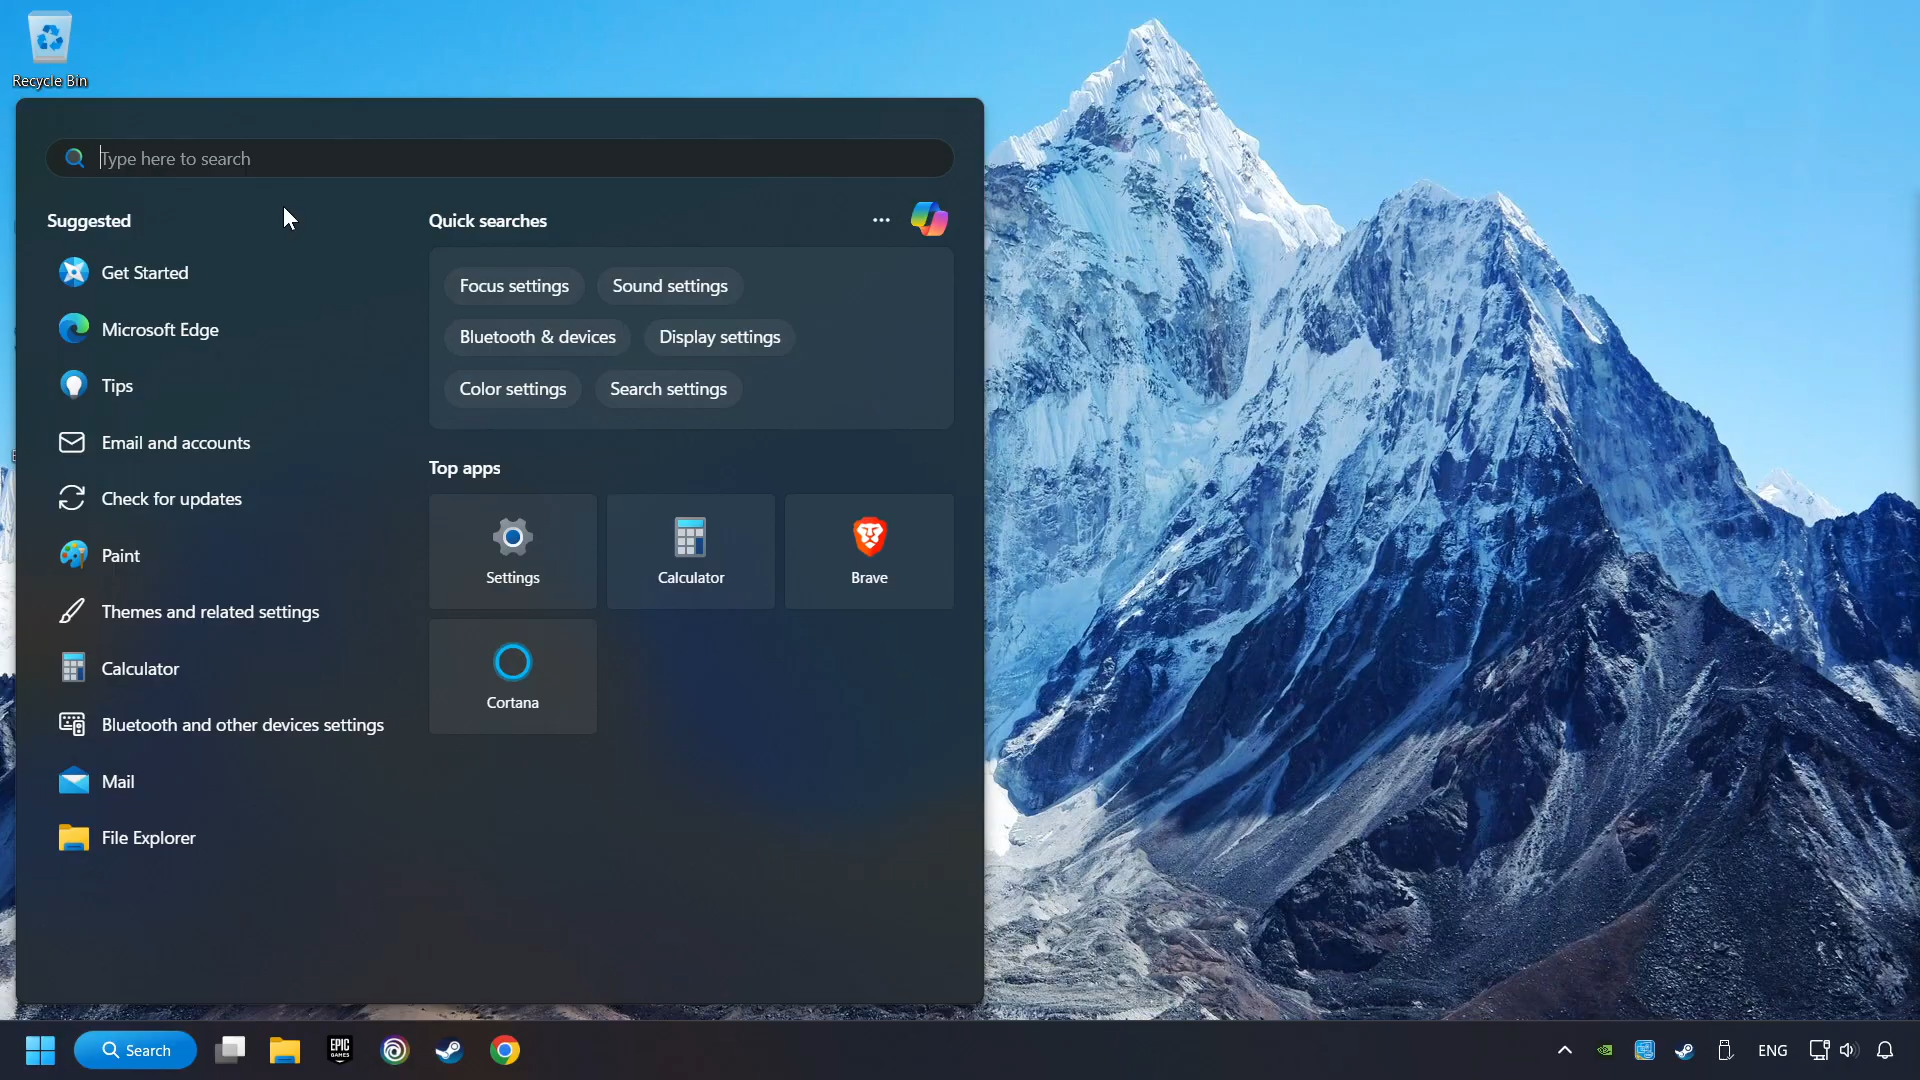 Recycle Bin
Type here to search
Suggested
Quick searches
Get Started
Microsoft Edge
Tips
Email and accounts
Check for updates
Paint
Themes and related settings
Calculator
Bluetooth and other devices settings
Mail
File Explorer
Focus settings
Sound settings
Bluetooth & devices
Display settings
Color settings
Search settings
Top apps
Settings
Calculator
Brave
Cortana
Search
EPIC
GAMES
ENG